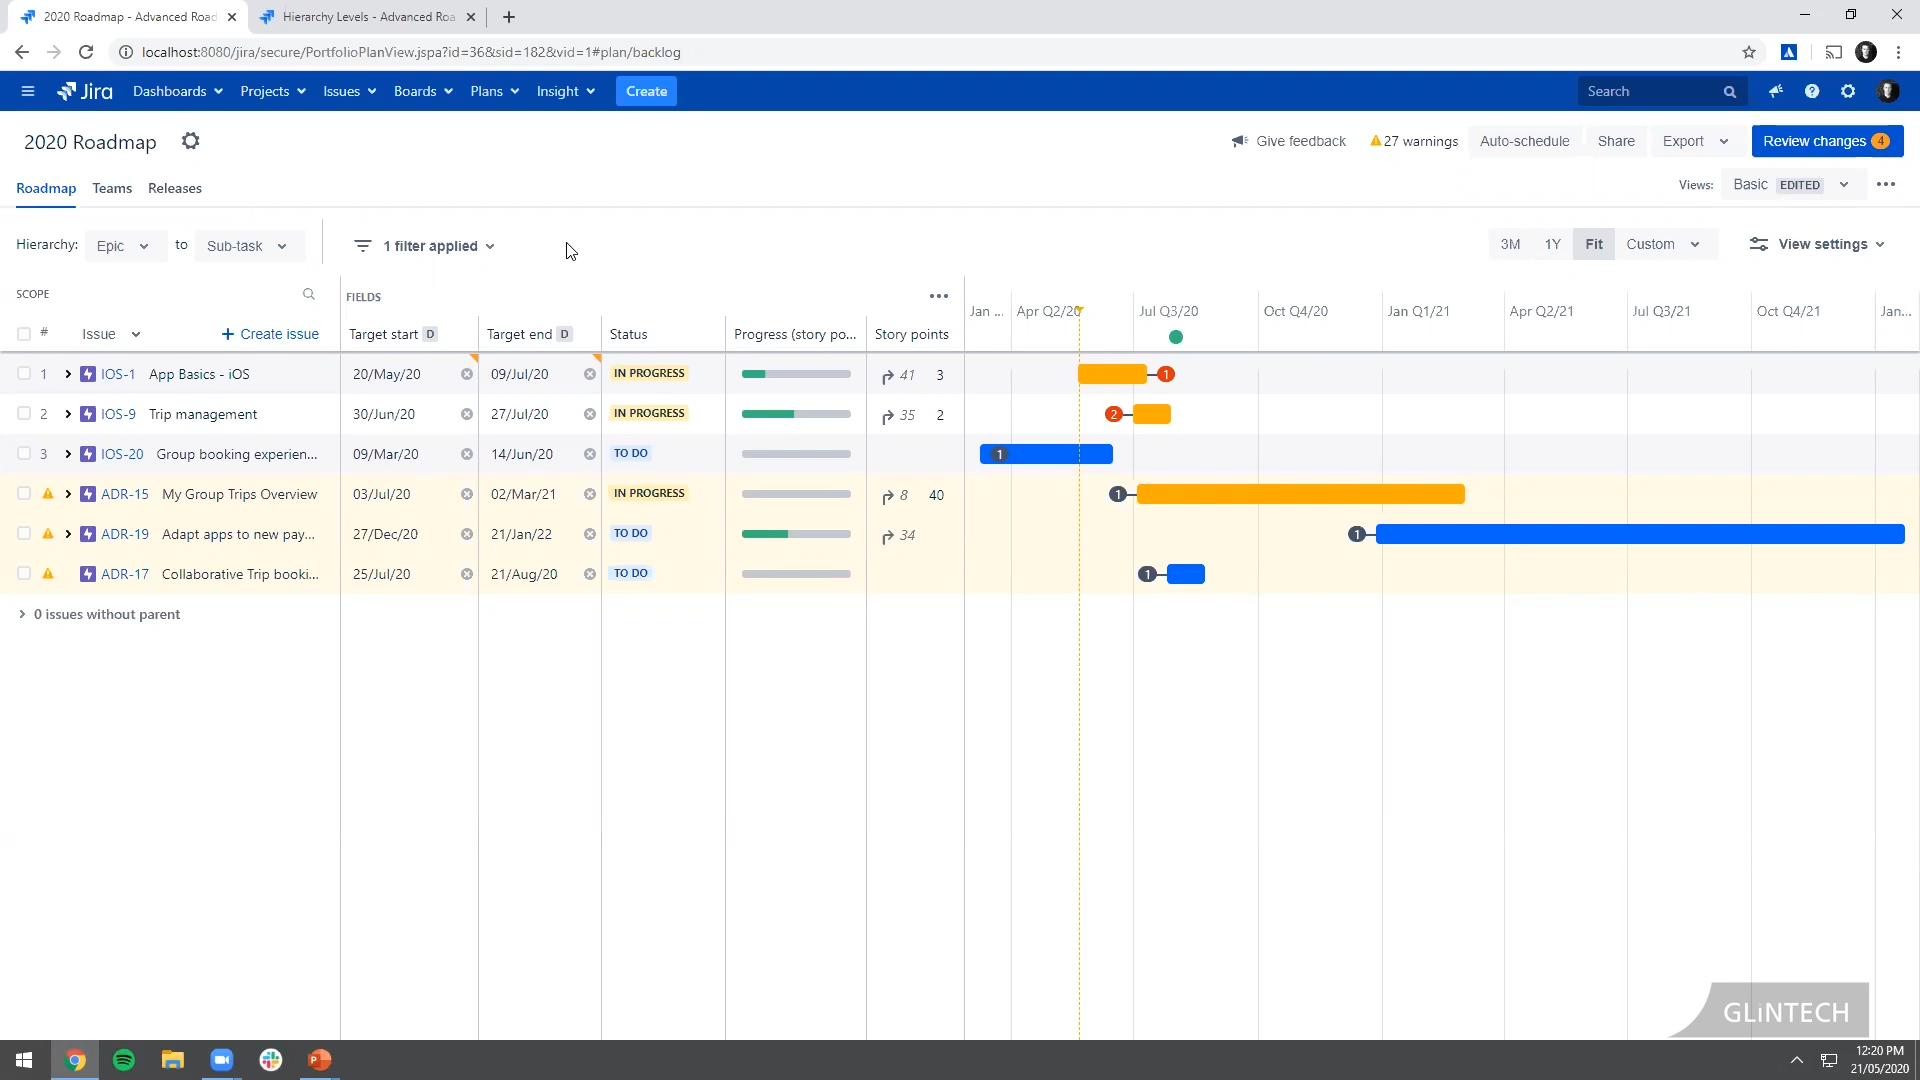 2020 Roadmap - Advanced Road
Hierarchy Levels - Advanced Roa
localhost:8080/jira/secure/PortfolioPlanView.jspa?id=36&sid=182&vid=1#plan/backlog
Jira Dashboards Projects Issues Boards Plans Insight Create Search
2020 Roadmap Give feedback 27 warnings Auto-schedule Share Export Review changes 4
Roadmap Teams Releases Views: Basic EDITED
Hierarchy: Epic to Sub-task 1 filter applied 3M 1Y Fit Custom View settings
SCOPE FIELDS
Jan ... Apr Q2/20 Jul Q3/20 Oct Q4/20 Jan Q1/21 Apr Q2/21 Jul Q3/21 Oct Q4/21 Jan...
# Issue + Create issue Target start D Target end D Status Progress (story po... Story points
1 IOS-1 App Basics - iOS 20/May/20 09/Jul/20 IN PROGRESS 41 3 1
2 IOS-9 Trip management 30/Jun/20 27/Jul/20 IN PROGRESS 35 2 2
3 IOS-20 Group booking experien... 09/Mar/20 14/Jun/20 TO DO 1
ADR-15 My Group Trips Overview 03/Jul/20 02/Mar/21 IN PROGRESS 8 40 1
ADR-19 Adapt apps to new pay... 27/Dec/20 21/Jan/22 TO DO 34 1
ADR-17 Collaborative Trip booki... 25/Jul/20 21/Aug/20 TO DO 1
0 issues without parent
GLiNTECH
12:20 PM
21/05/2020